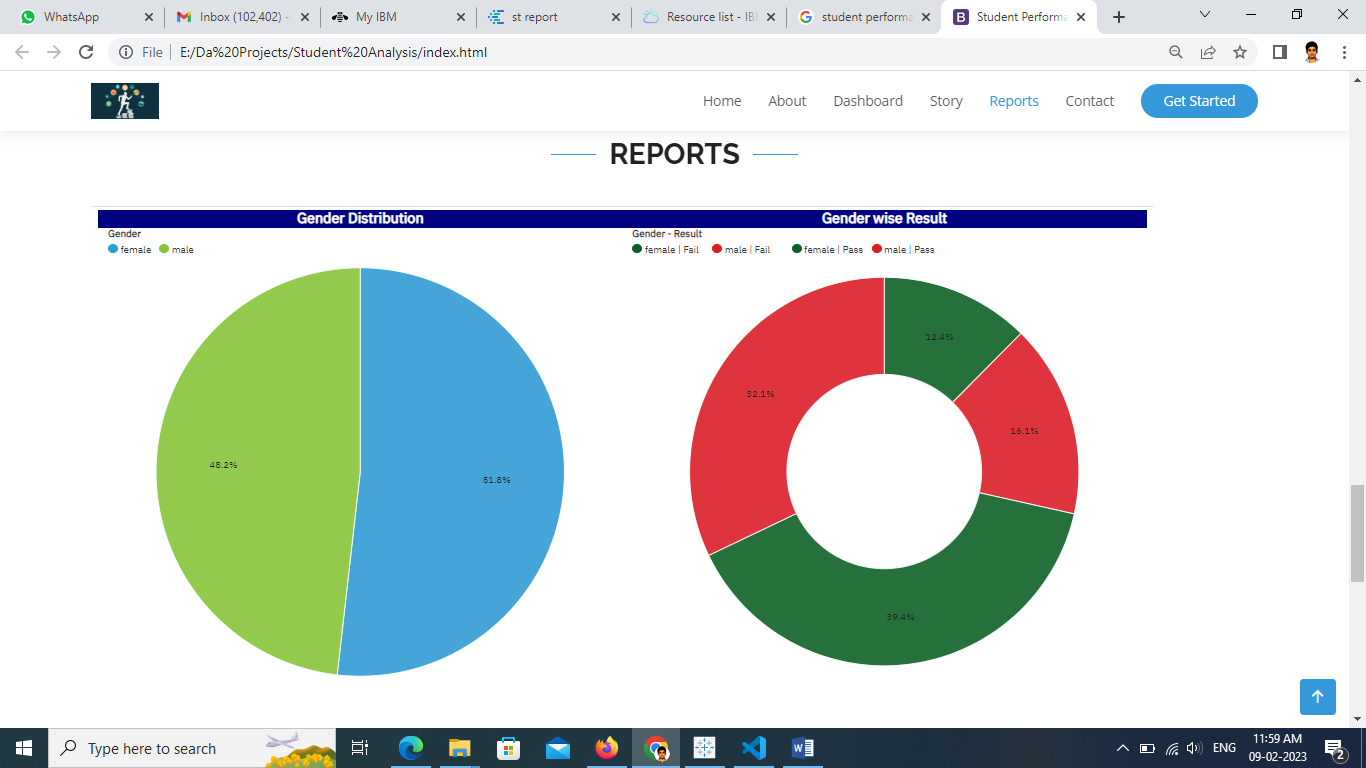 WhatsApp
Inbox (102,402) -
My IBM
st report
Resource list - IB
student performa
Student Performa
File
E:/Da%20Projects/Student%20Analysis/index.html
Home About Dashboard Story Reports Contact Get Started
REPORTS
Gender Distribution
Gender
female male
48.2%
51.8%
Gender wise Result
Gender - Result
female | Fail male | Fail female | Pass male | Pass
12.4%
32.1%
16.1%
39.4%
Type here to search
ENG
11:59 AM
09-02-2023
2